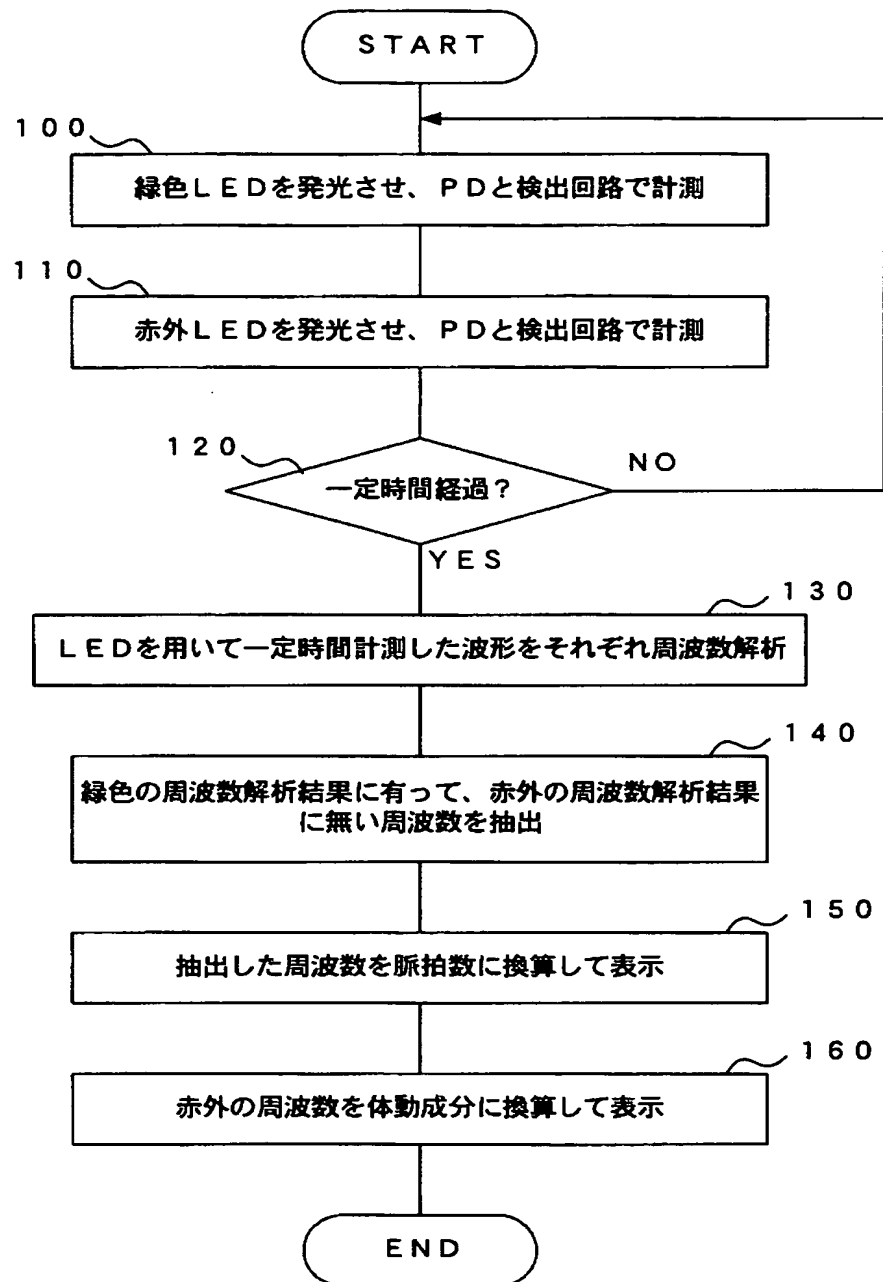 ＳＴＡＲＴ
１００
緑色ＬＥＤを発光させ、ＰＤと検出回路で計測
１１０
赤外ＬＥＤを発光させ、ＰＤと検出回路で計測
１２０
一定時間経過？
ＮＯ
ＹＥＳ
１３０
ＬＥＤを用いて一定時間計測した波形をそれぞれ周波数解析
１４０
緑色の周波数解析結果に有って、赤外の周波数解析結果
に無い周波数を抽出
１５０
抽出した周波数を脈拍数に換算して表示
１６０
赤外の周波数を体動成分に換算して表示
ＥＮＤ